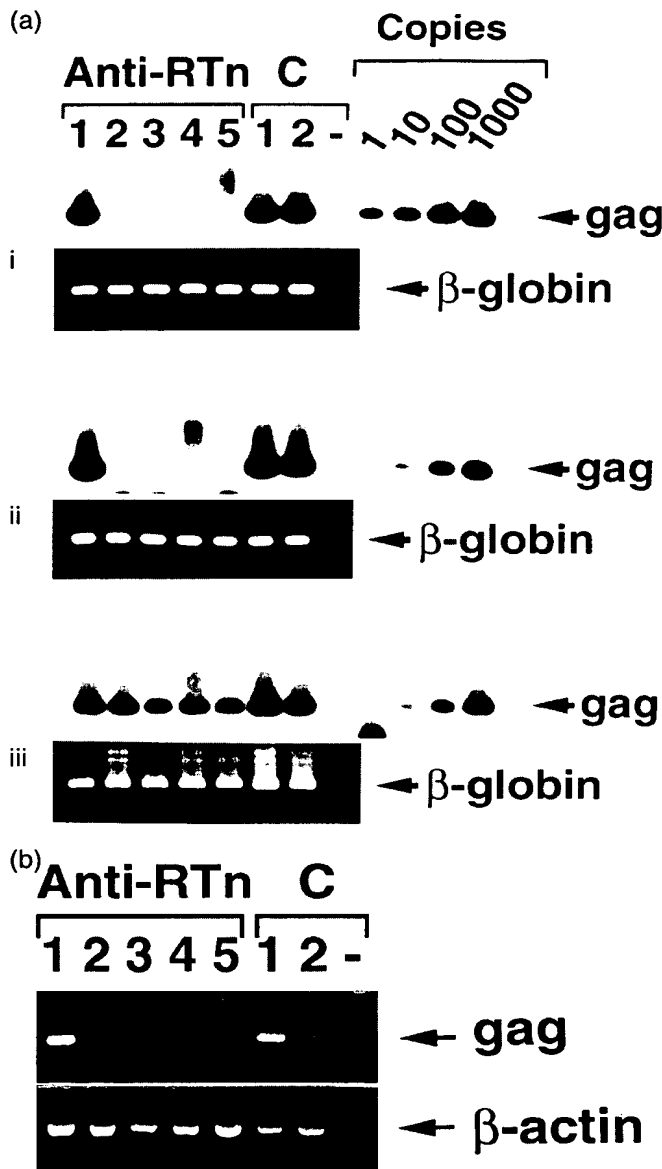 (a)
Copies
Anti-RTn C
1 2 3 4 5 1 2 - 1 10 100 1000
gag
i
β-globin
gag
ii
β-globin
gag
iii
β-globin
(b)
Anti-RTn C
1 2 3 4 5 1 2 -
gag
β-actin